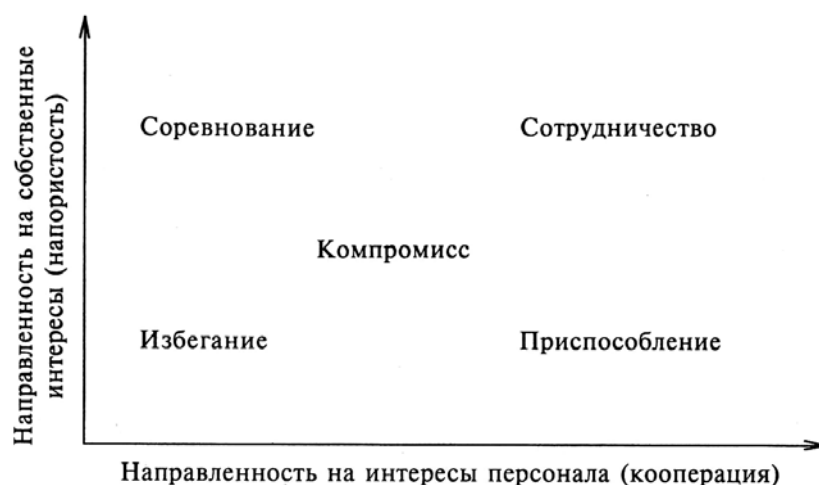 Направленность на собственные
интересы (напористость)
Соревнование
Сотрудничество
Компромисс
Избегание
Приспособление
Направленность на интересы персонала (кооперация)